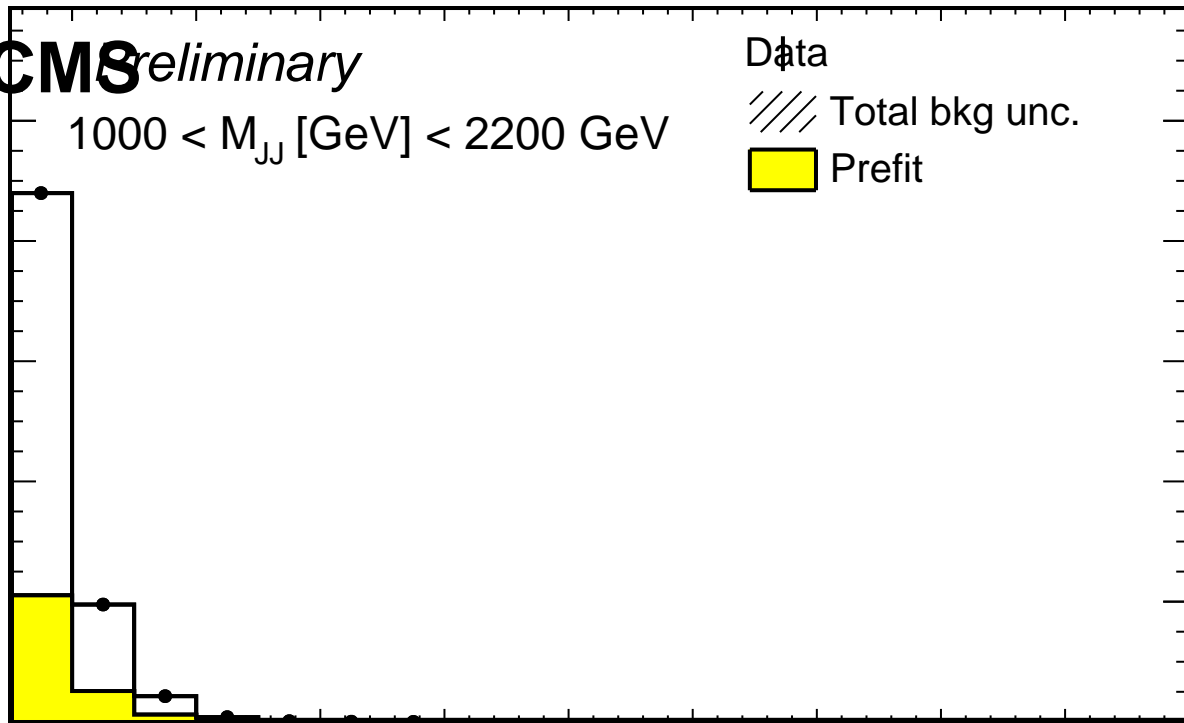 CMS Preliminary
1000 < M_JJ [GeV] < 2200 GeV
Data
Total bkg unc.
Prefit